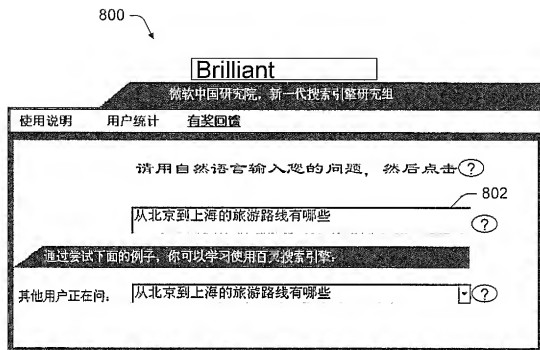 800
Brilliant
微软中国研究院，新一代搜索引擎研究组
使用说明 用户统计 有奖回馈
请用自然语言输入您的问题，然后点击?
802
从北京到上海的旅游路线有哪些 ?
通过尝试下面的例子，你可以学习使用百灵搜索引擎：
其他用户正在问： 从北京到上海的旅游路线有哪些 ?